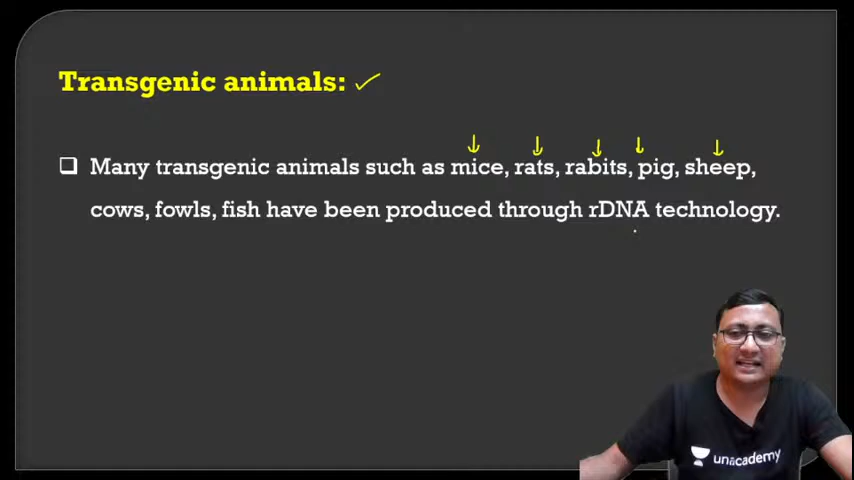 Transgenic animals:
❑ Many transgenic animals such as mice, rats, rabits, pig, sheep,
cows, fowls, fish have been produced through rDNA technology.
unacademy